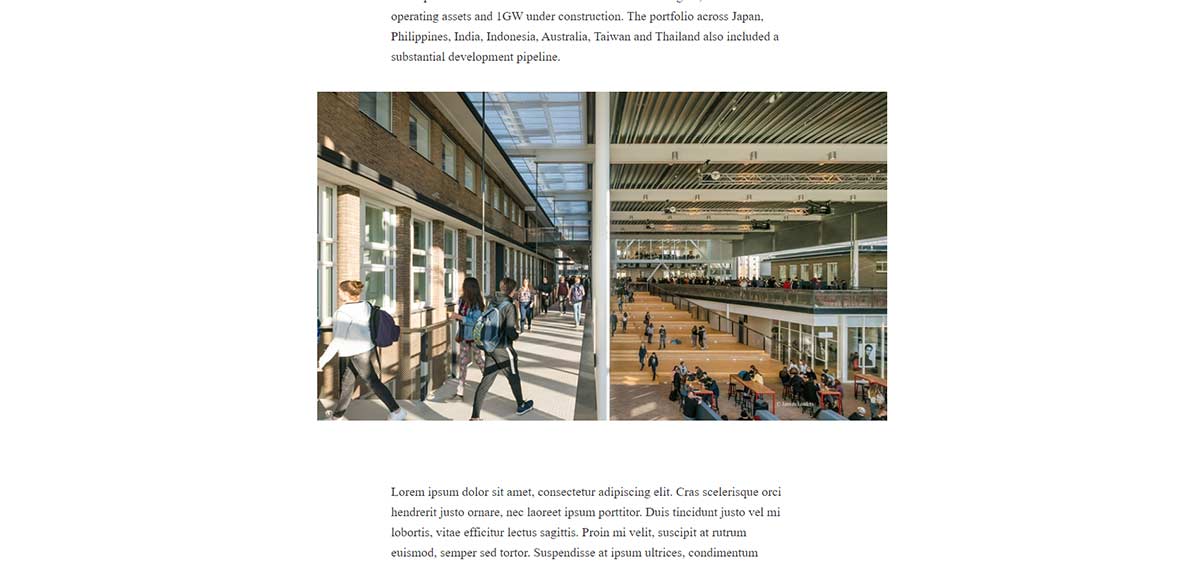 operating assets and 1GW under construction. The portfolio across Japan,
Philippines, India, Indonesia, Australia, Taiwan and Thailand also included a
substantial development pipeline.
Lorem ipsum dolor sit amet, consectetur adipiscing elit. Cras scelerisque orci
hendrerit justo ornare, nec laoreet ipsum porttitor. Duis tincidunt justo vel mi
lobortis, vitae efficitur lectus sagittis. Proin mi velit, suscipit at rutrum
euismod, semper sed tortor. Suspendisse at ipsum ultrices, condimentum